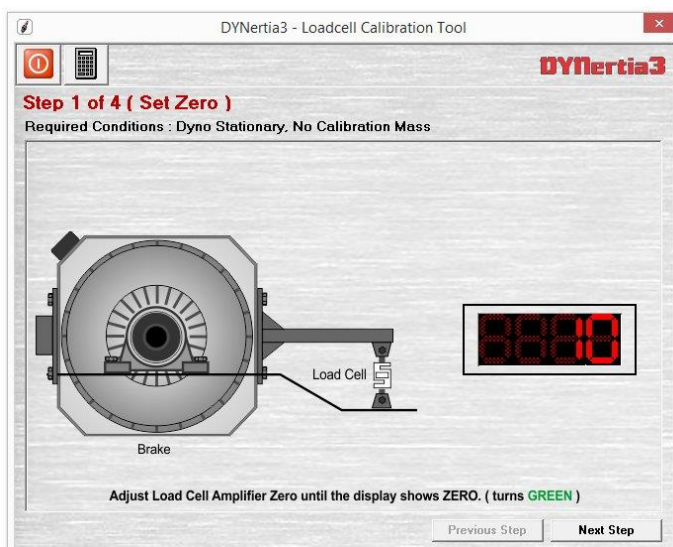 DYNertia3 - Loadcell Calibration Tool
DYNertia3
Step 1 of 4 ( Set Zero )
Required Conditions : Dyno Stationary, No Calibration Mass
10
Load Cell
Brake
Adjust Load Cell Amplifier Zero until the display shows ZERO. ( turns GREEN )
Previous Step Next Step